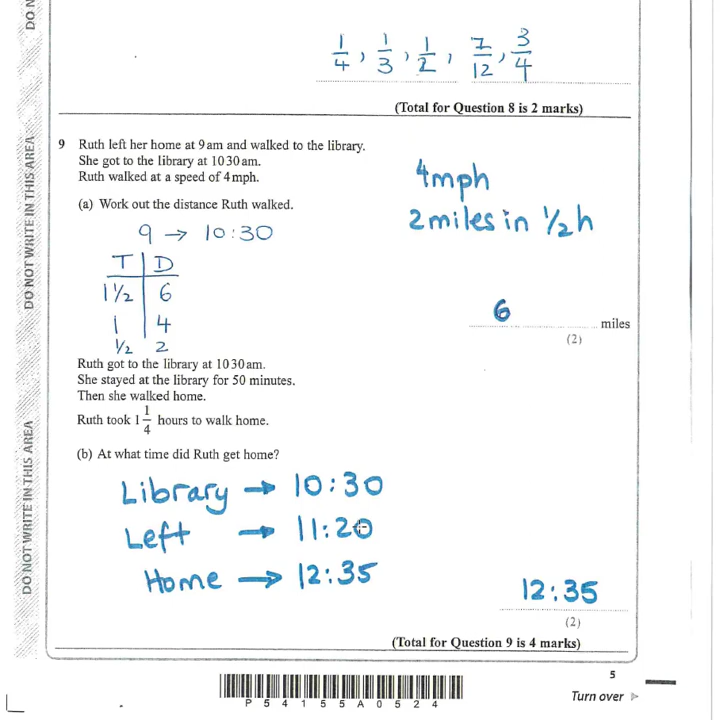 DO N
1/4, 1/3, 1/2, 7/12, 3/4
(Total for Question 8 is 2 marks)
DO NOT WRITE IN THIS AREA
9 Ruth left her home at 9 am and walked to the library.
She got to the library at 10 30 am.
Ruth walked at a speed of 4 mph.
4mph
(a) Work out the distance Ruth walked.
2 miles in 1/2 h
9 → 10:30
T D
1 1/2 6
1 4
1/2 2
6 miles
(2)
Ruth got to the library at 10 30 am.
She stayed at the library for 50 minutes.
Then she walked home.
Ruth took 1 1/4 hours to walk home.
DO NOT WRITE IN THIS AREA
(b) At what time did Ruth get home?
Library → 10:30
Left → 11:20
Home → 12:35
12:35
(2)
(Total for Question 9 is 4 marks)
5
P 5 4 1 5 5 A 0 5 2 4
Turn over